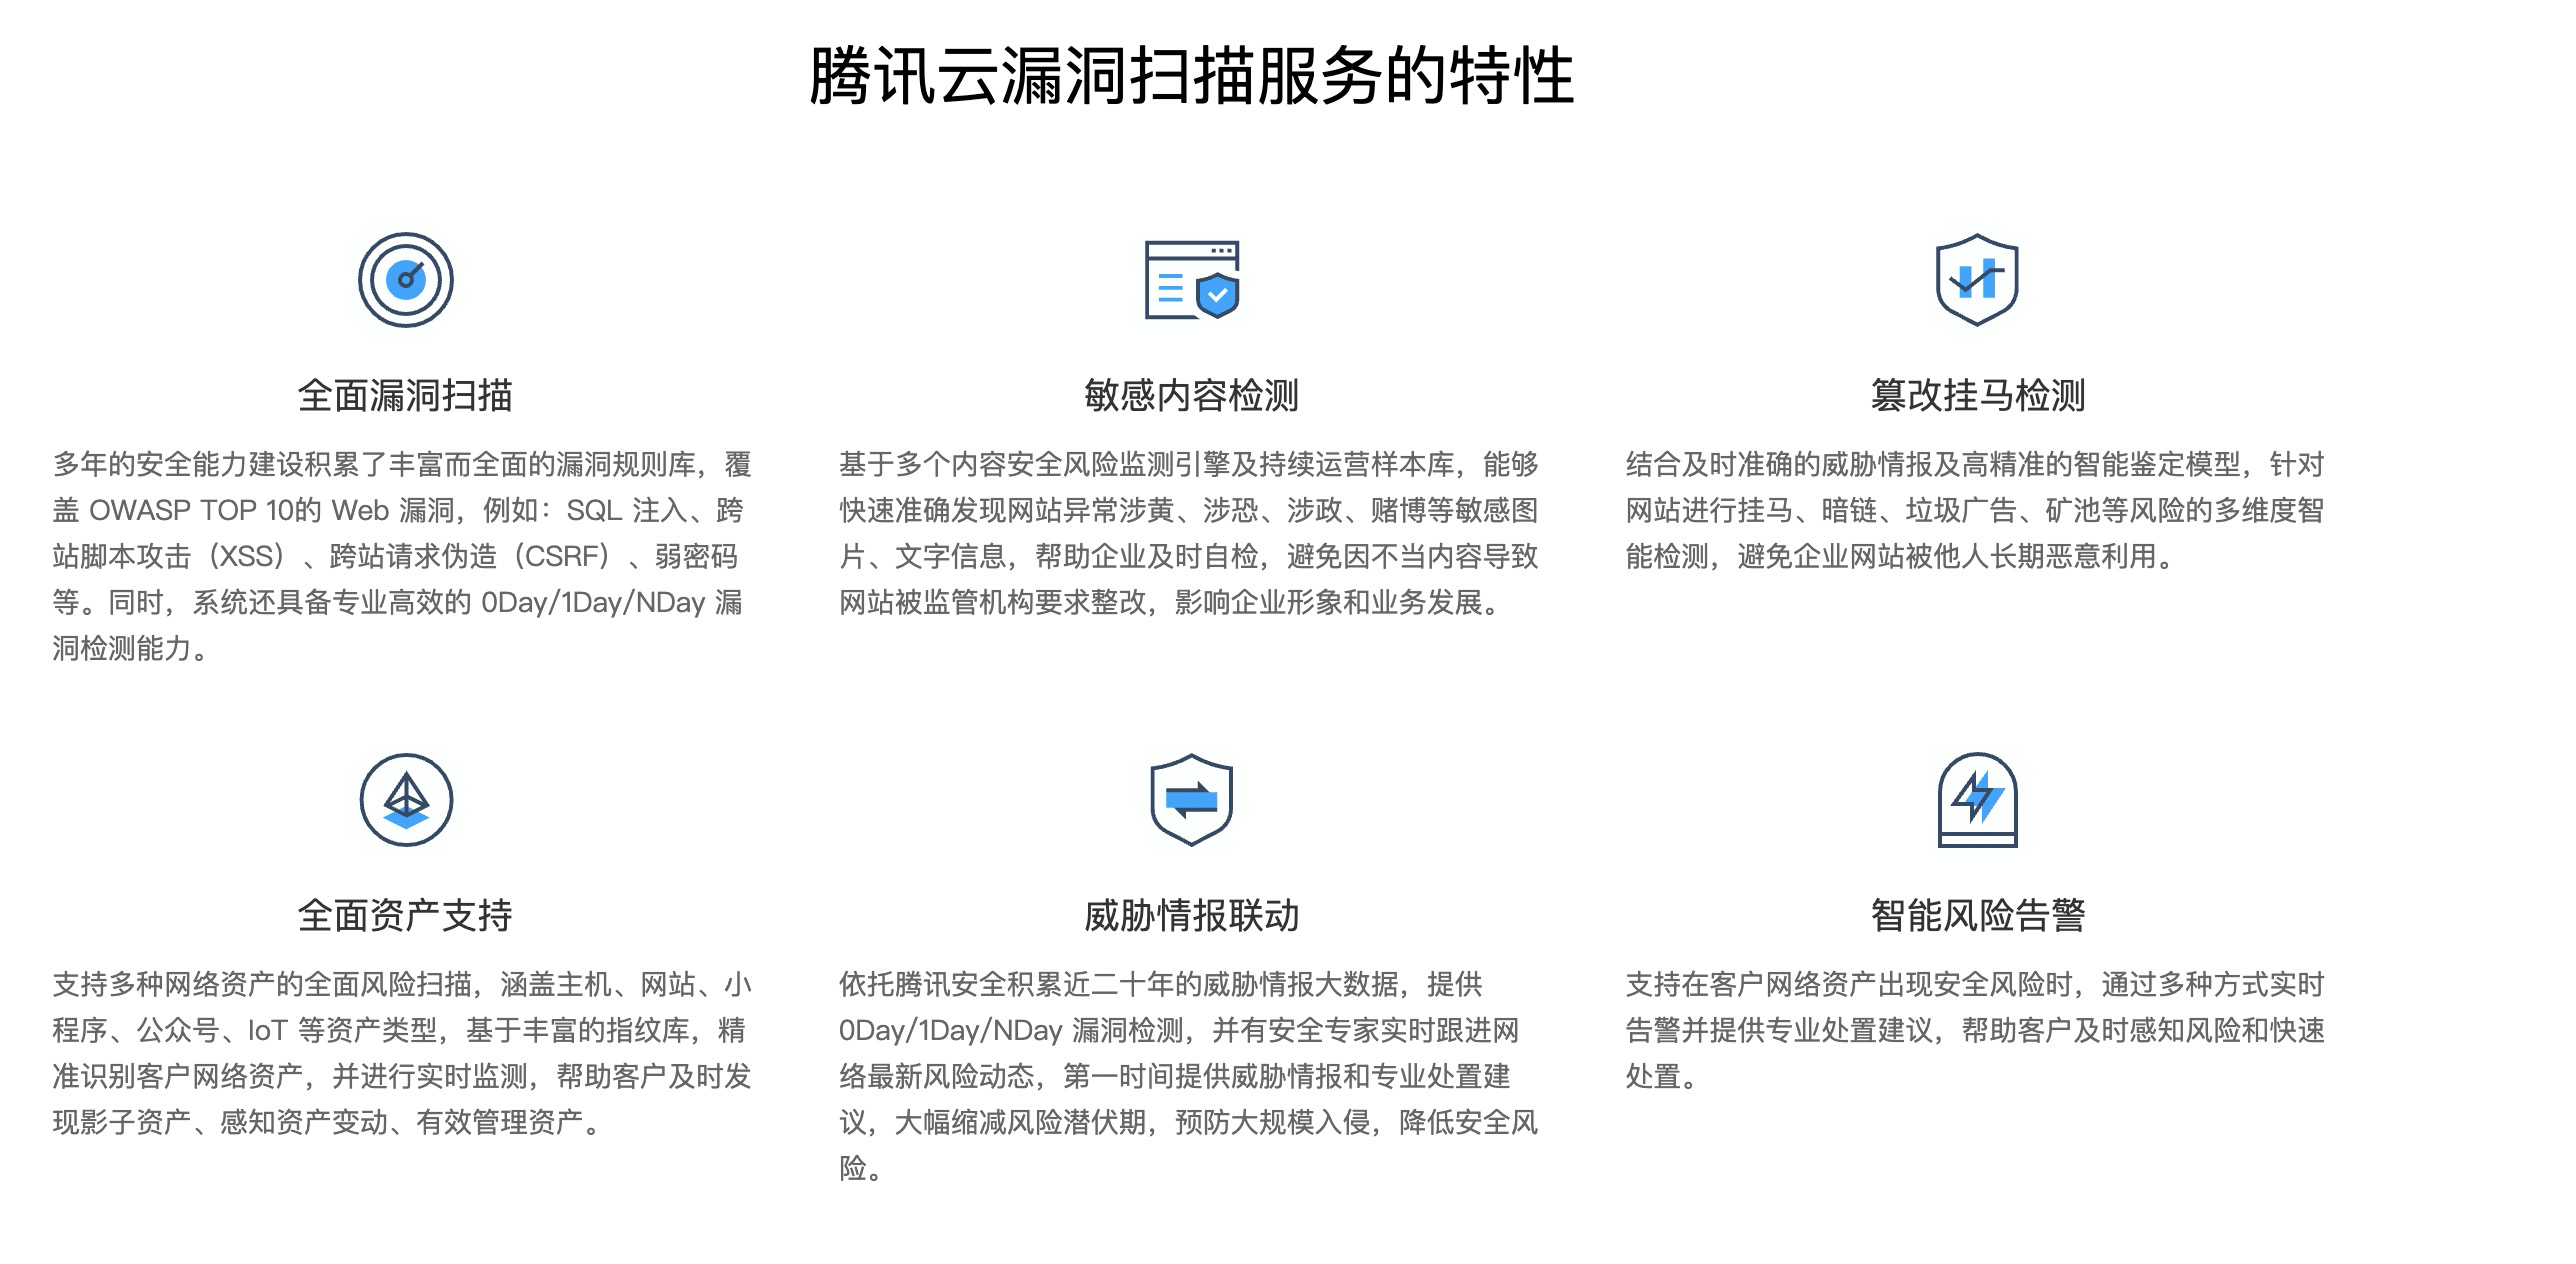 腾讯云漏洞扫描服务的特性
全面漏洞扫描
多年的安全能力建设积累了丰富而全面的漏洞规则库，覆
盖 OWASP TOP 10的 Web 漏洞，例如：SQL 注入、跨
站脚本攻击（XSS）、跨站请求伪造（CSRF）、弱密码
等。同时，系统还具备专业高效的 0Day/1Day/NDay 漏
洞检测能力。
敏感内容检测
基于多个内容安全风险监测引擎及持续运营样本库，能够
快速准确发现网站异常涉黄、涉恐、涉政、赌博等敏感图
片、文字信息，帮助企业及时自检，避免因不当内容导致
网站被监管机构要求整改，影响企业形象和业务发展。
篡改挂马检测
结合及时准确的威胁情报及高精准的智能鉴定模型，针对
网站进行挂马、暗链、垃圾广告、矿池等风险的多维度智
能检测，避免企业网站被他人长期恶意利用。
全面资产支持
支持多种网络资产的全面风险扫描，涵盖主机、网站、小
程序、公众号、IoT 等资产类型，基于丰富的指纹库，精
准识别客户网络资产，并进行实时监测，帮助客户及时发
现影子资产、感知资产变动、有效管理资产。
威胁情报联动
依托腾讯安全积累近二十年的威胁情报大数据，提供
0Day/1Day/NDay 漏洞检测，并有安全专家实时跟进网
络最新风险动态，第一时间提供威胁情报和专业处置建
议，大幅缩减风险潜伏期，预防大规模入侵，降低安全风
险。
智能风险告警
支持在客户网络资产出现安全风险时，通过多种方式实时
告警并提供专业处置建议，帮助客户及时感知风险和快速
处置。